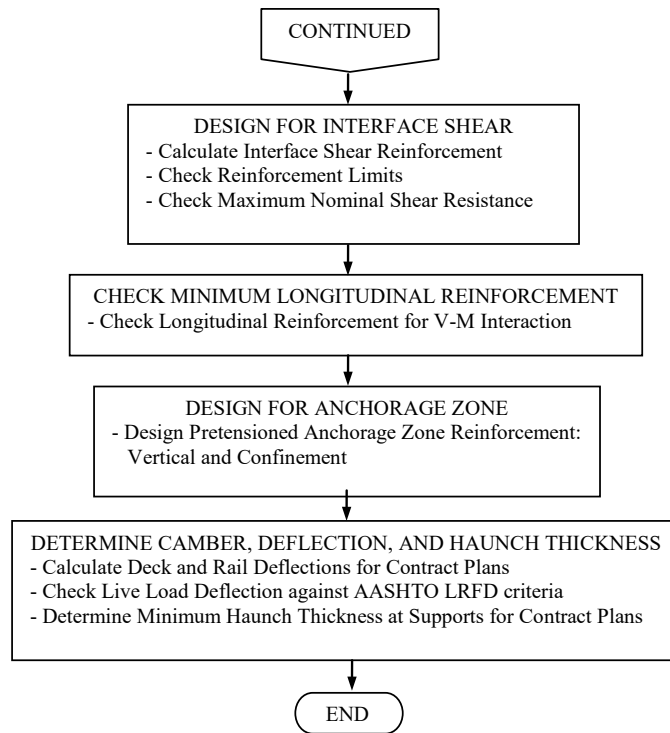 CONTINUED
DESIGN FOR INTERFACE SHEAR
- Calculate Interface Shear Reinforcement
- Check Reinforcement Limits
- Check Maximum Nominal Shear Resistance
CHECK MINIMUM LONGITUDINAL REINFORCEMENT
- Check Longitudinal Reinforcement for V-M Interaction
DESIGN FOR ANCHORAGE ZONE
- Design Pretensioned Anchorage Zone Reinforcement:
Vertical and Confinement
DETERMINE CAMBER, DEFLECTION, AND HAUNCH THICKNESS
- Calculate Deck and Rail Deflections for Contract Plans
- Check Live Load Deflection against AASHTO LRFD criteria
- Determine Minimum Haunch Thickness at Supports for Contract Plans
END